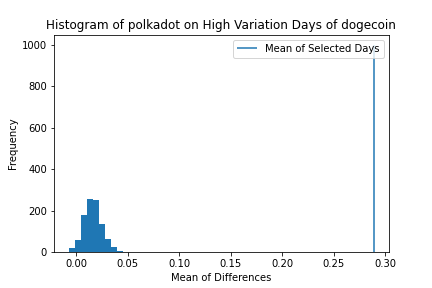 Histogram of polkadot on High Variation Days of dogecoin
Mean of Selected Days
1000
800
600
400
200
0
Frequency
0.00 0.05 0.10 0.15 0.20 0.25 0.30
Mean of Differences